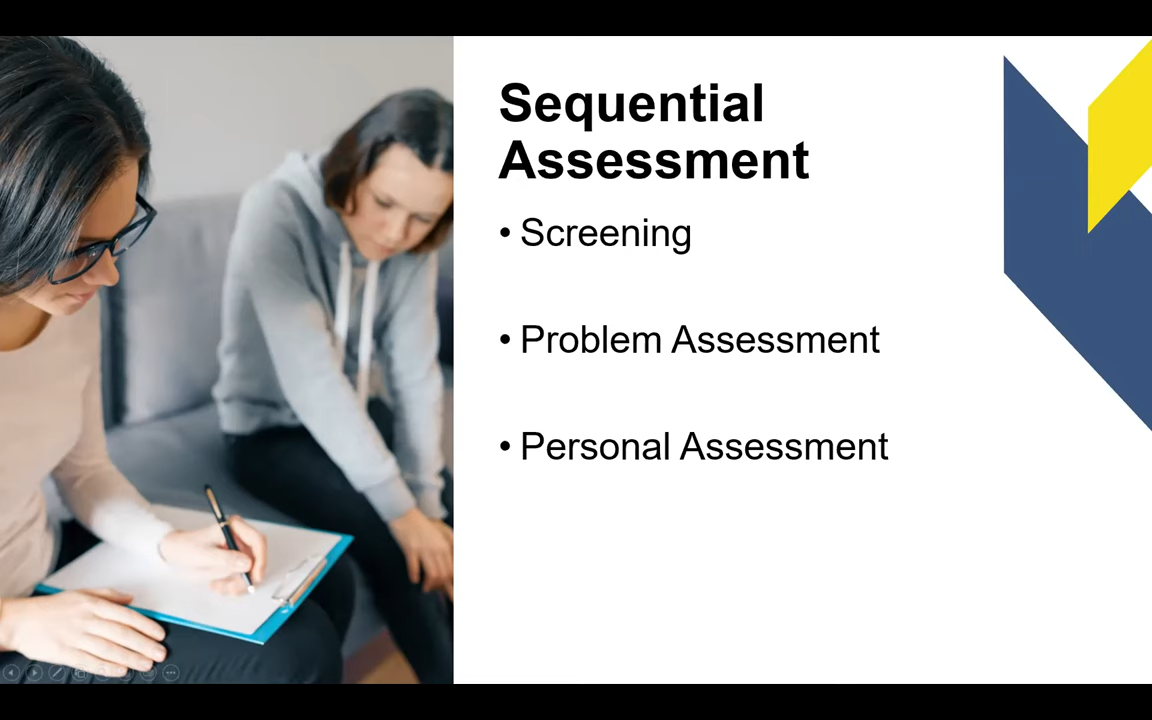 Sequential
Assessment
• Screening
• Problem Assessment
• Personal Assessment